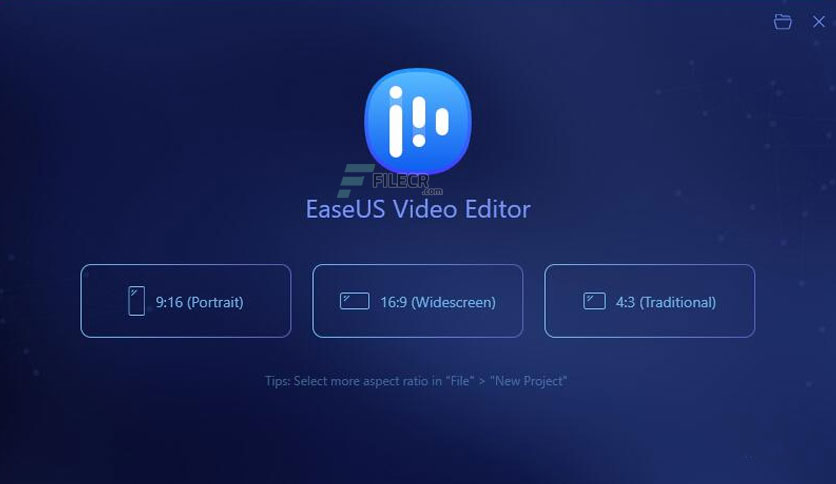 FILECR
.com
EaseUS Video Editor
9:16 (Portrait)
16:9 (Widescreen)
4:3 (Traditional)
Tips: Select more aspect ratio in "File" > "New Project"